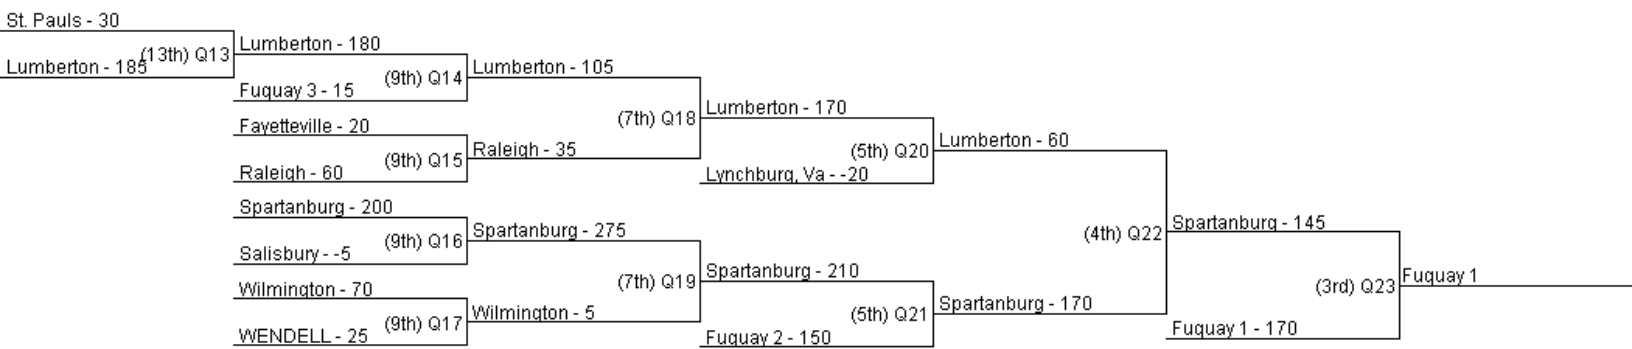 St. Pauls - 30
Lumberton - 185
(13th) Q13
Lumberton - 180
Fuquay 3 - 15
(9th) Q14
Fayetteville - 20
Raleigh - 60
(9th) Q15
Spartanburg - 200
Salisbury - -5
(9th) Q16
Wilmington - 70
WENDELL - 25
(9th) Q17
Lumberton - 105
Raleigh - 35
(7th) Q18
Spartanburg - 275
Wilmington - 5
(7th) Q19
Lumberton - 170
Lynchburg, Va - -20
(5th) Q20
Spartanburg - 210
Fuquay 2 - 150
(5th) Q21
Lumberton - 60
Spartanburg - 170
(4th) Q22
Spartanburg - 145
Fuquay 1 - 170
(3rd) Q23
Fuquay 1